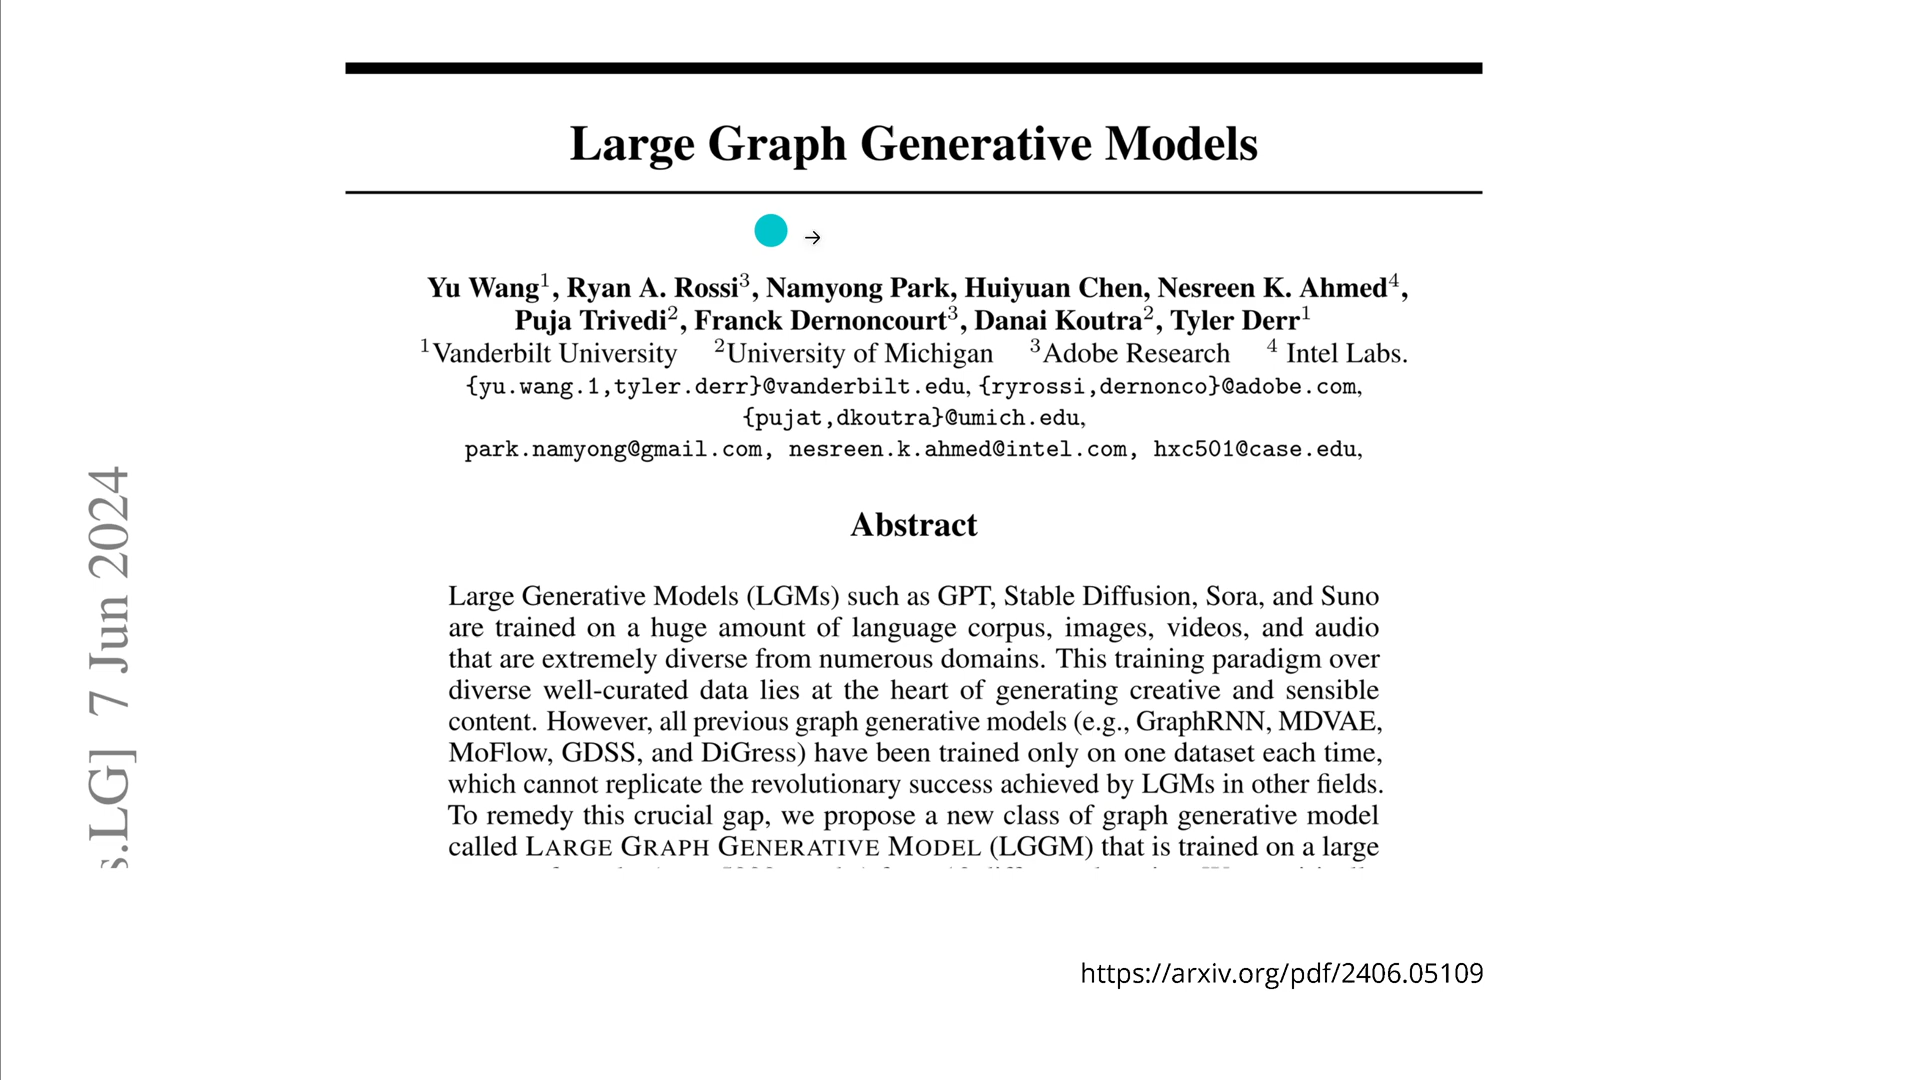 Large Graph Generative Models
→
Yu Wang¹, Ryan A. Rossi³, Namyong Park, Huiyuan Chen, Nesreen K. Ahmed⁴,
Puja Trivedi², Franck Dernoncourt³, Danai Koutra², Tyler Derr¹
¹Vanderbilt University ²University of Michigan ³Adobe Research ⁴ Intel Labs.
{yu.wang.1,tyler.derr}@vanderbilt.edu, {ryrossi,dernonco}@adobe.com,
{pujat,dkoutra}@umich.edu,
park.namyong@gmail.com, nesreen.k.ahmed@intel.com, hxc501@case.edu,
Abstract
Large Generative Models (LGMs) such as GPT, Stable Diffusion, Sora, and Suno
are trained on a huge amount of language corpus, images, videos, and audio
that are extremely diverse from numerous domains. This training paradigm over
diverse well-curated data lies at the heart of generating creative and sensible
content. However, all previous graph generative models (e.g., GraphRNN, MDVAE,
MoFlow, GDSS, and DiGress) have been trained only on one dataset each time,
which cannot replicate the revolutionary success achieved by LGMs in other fields.
To remedy this crucial gap, we propose a new class of graph generative model
called LARGE GRAPH GENERATIVE MODEL (LGGM) that is trained on a large
s.LG] 7 Jun 2024
https://arxiv.org/pdf/2406.05109